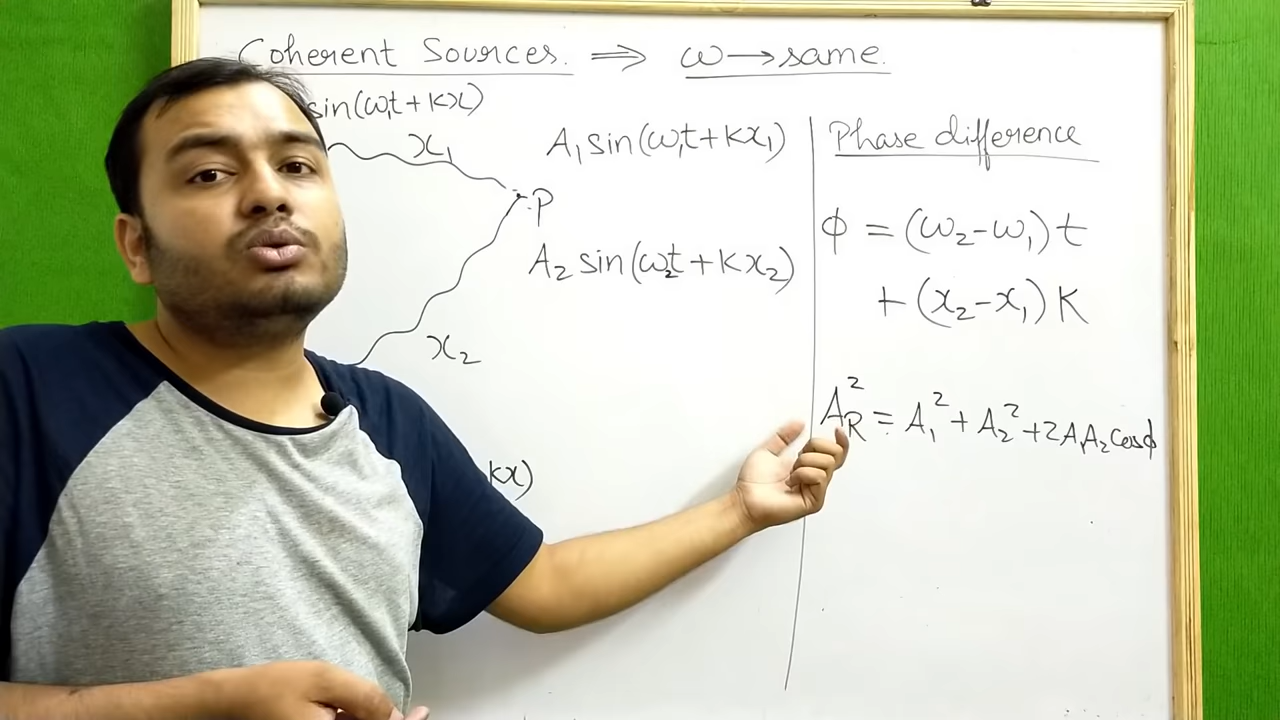 Coherent Sources. ⟹ ω→same.
sin(ω₁t + Kx)
x₁
A₁ sin(ω₁t + Kx₁)
P
A₂ sin(ω₂t + Kx₂)
x₂
Kx)
Phase difference
ϕ = (ω₂-ω₁) t
+ (x₂-x₁) K
A_R² = A₁² + A₂² + 2A₁A₂ cosϕ